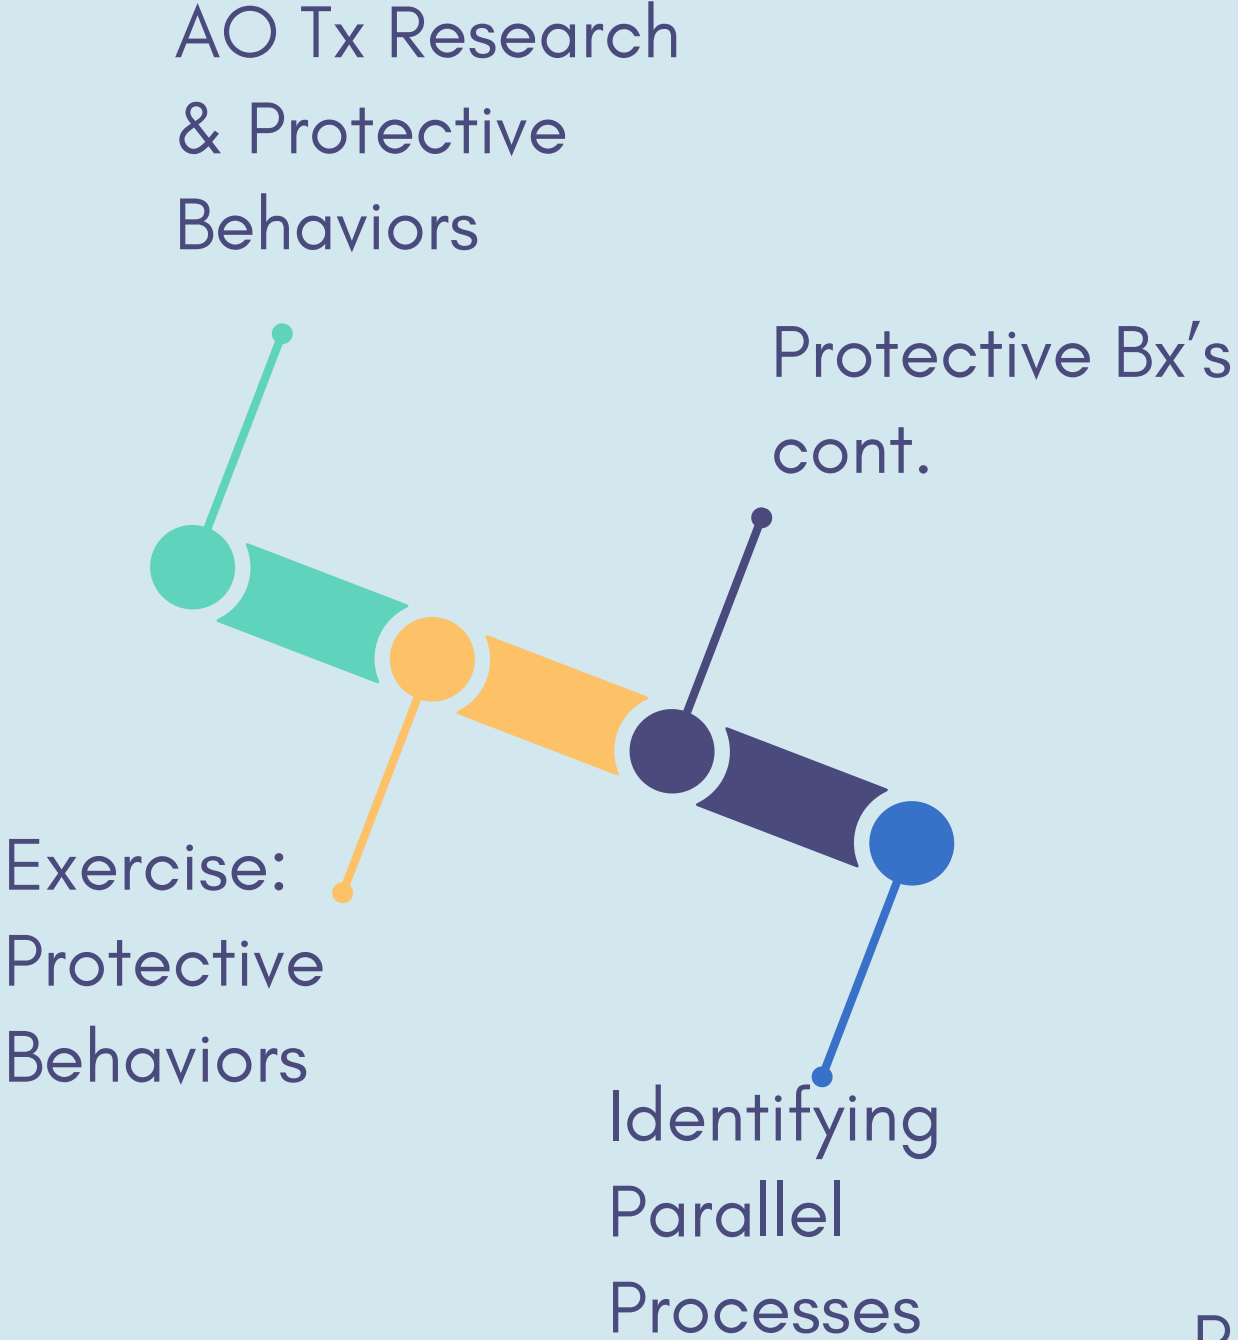 AO Tx Research
& Protective
Behaviors
Protective Bx's
cont.
Exercise:
Protective
Behaviors
Identifying
Parallel
Processes